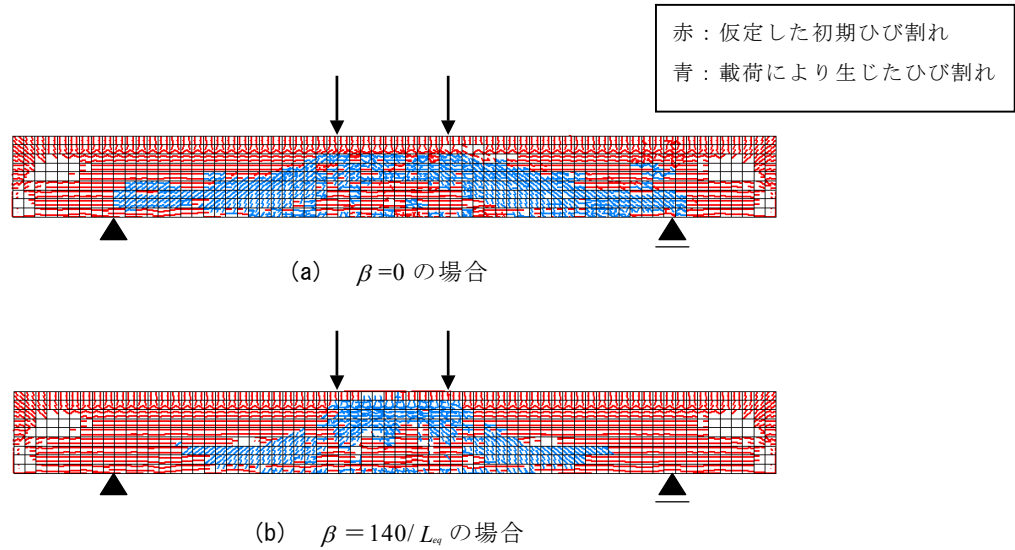 赤：仮定した初期ひび割れ
青：載荷により生じたひび割れ
(a) β=0 の場合
(b) β＝140/Leq の場合